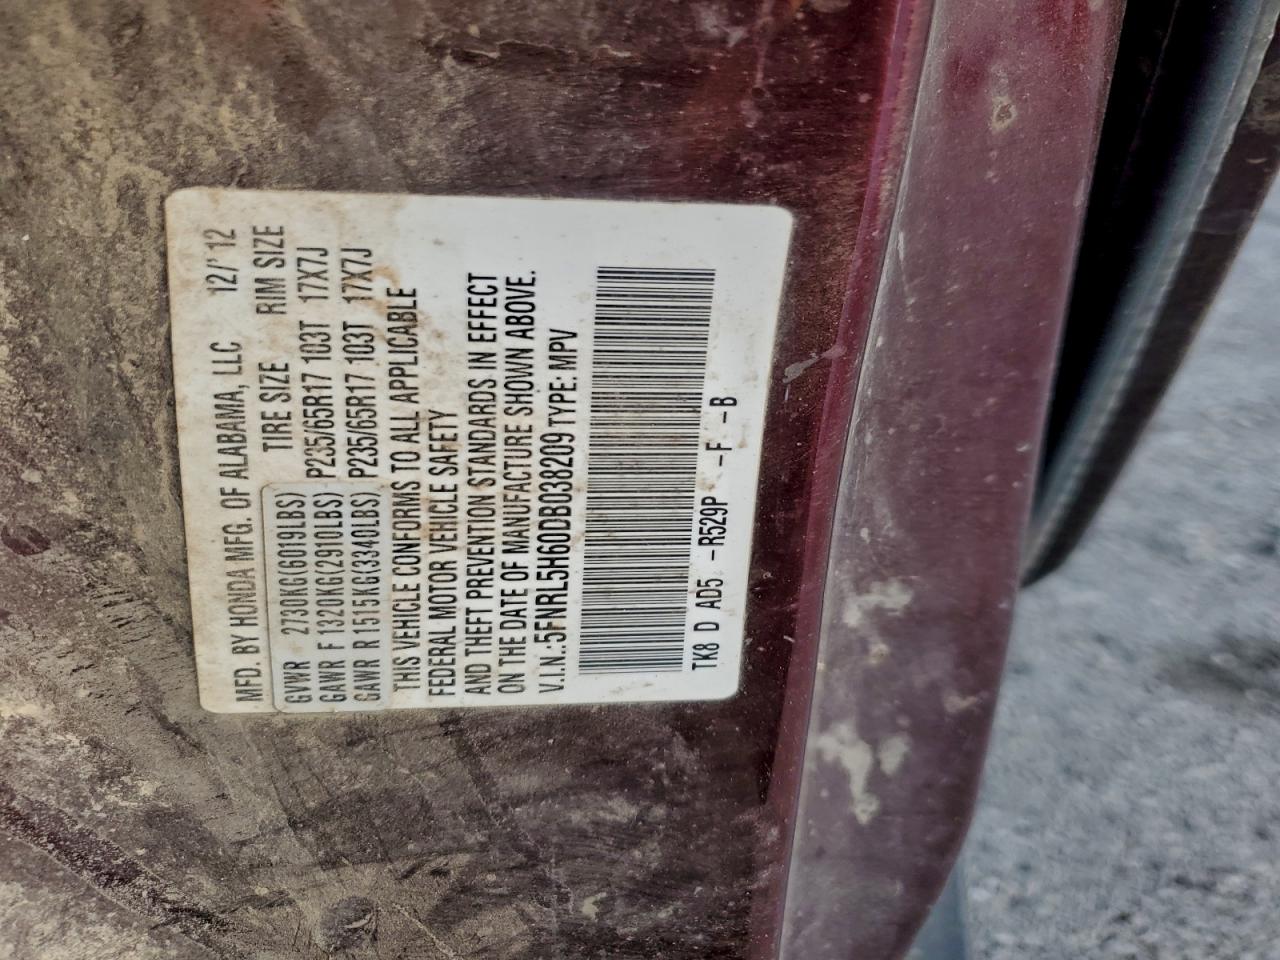 MFD. BY HONDA MFG. OF ALABAMA, LLC 12/'12
GVWR 2730KG(6019LBS) TIRE SIZE RIM SIZE
GAWR F 1320KG(2910LBS) P235/65R17 103T 17X7J
GAWR R 1515KG(3340LBS) P235/65R17 103T 17X7J
THIS VEHICLE CONFORMS TO ALL APPLICABLE
FEDERAL MOTOR VEHICLE SAFETY
AND THEFT PREVENTION STANDARDS IN EFFECT
ON THE DATE OF MANUFACTURE SHOWN ABOVE.
V.I.N.:5FNRL5H60DB038209 TYPE: MPV
TK8 D AD5 -R529P -F -B